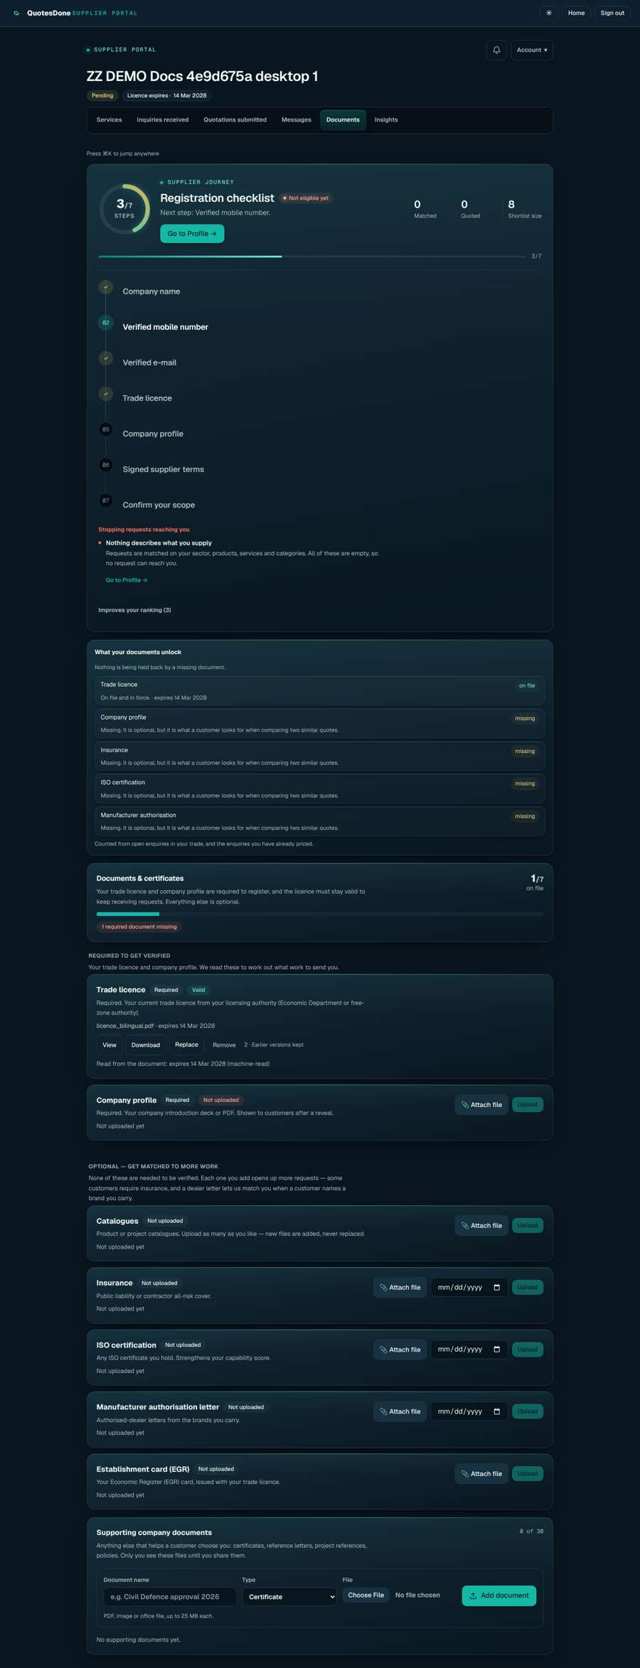 QuotesDone SUPPLIER PORTAL
Home
Sign out
SUPPLIER PORTAL
Account ▾
ZZ DEMO Docs 4e9d675a desktop 1
Pending
Licence expires · 14 Mar 2028
Services
Inquiries received
Quotations submitted
Messages
Documents
Insights
Press ⌘K to jump anywhere
3/7
STEPS
SUPPLIER JOURNEY
Registration checklist
Not eligible yet
Next step: Verified mobile number.
Go to Profile →
0
Matched
0
Quoted
8
Shortlist size
3/7
Company name
02
Verified mobile number
Verified e-mail
Trade licence
05
Company profile
06
Signed supplier terms
07
Confirm your scope
Stopping requests reaching you
Nothing describes what you supply
Requests are matched on your sector, products, services and categories. All of these are empty, so
no request can reach you.
Go to Profile →
Improves your ranking (3)
What your documents unlock
Nothing is being held back by a missing document.
Trade licence
on file
On file and in force · expires 14 Mar 2028
Company profile
missing
Missing. It is optional, but it is what a customer looks for when comparing two similar quotes.
Insurance
missing
Missing. It is optional, but it is what a customer looks for when comparing two similar quotes.
ISO certification
missing
Missing. It is optional, but it is what a customer looks for when comparing two similar quotes.
Manufacturer authorisation
missing
Missing. It is optional, but it is what a customer looks for when comparing two similar quotes.
Counted from open enquiries in your trade, and the enquiries you have already priced.
Documents & certificates
1/7
on file
Your trade licence and company profile are required to register, and the licence must stay valid to
keep receiving requests. Everything else is optional.
1 required document missing
REQUIRED TO GET VERIFIED
Your trade licence and company profile. We read these to work out what work to send you.
Trade licence
Required
Valid
Required. Your current trade licence from your licensing authority (Economic Department or free-
zone authority).
licence_bilingual.pdf · expires 14 Mar 2028
View
Download
Replace
Remove
2 · Earlier versions kept
Read from the document: expires 14 Mar 2028 (machine-read)
Company profile
Required
Not uploaded
Attach file
Upload
Required. Your company introduction deck or PDF. Shown to customers after a reveal.
Not uploaded yet
OPTIONAL — GET MATCHED TO MORE WORK
None of these are needed to be verified. Each one you add opens up more requests — some
customers require insurance, and a dealer letter lets us match you when a customer names a
brand you carry.
Catalogues
Not uploaded
Attach file
Upload
Product or project catalogues. Upload as many as you like — new files are added, never replaced.
Not uploaded yet
Insurance
Not uploaded
Attach file
mm/dd/yyyy
Upload
Public liability or contractor all-risk cover.
Not uploaded yet
ISO certification
Not uploaded
Attach file
mm/dd/yyyy
Upload
Any ISO certificate you hold. Strengthens your capability score.
Not uploaded yet
Manufacturer authorisation letter
Not uploaded
Attach file
mm/dd/yyyy
Upload
Authorised-dealer letters from the brands you carry.
Not uploaded yet
Establishment card (EGR)
Not uploaded
Attach file
Upload
Your Economic Register (EGR) card, issued with your trade licence.
Not uploaded yet
Supporting company documents
0 of 30
Anything else that helps a customer choose you: certificates, reference letters, project references,
policies. Only you see these files until you share them.
Document name
Type
File
e.g. Civil Defence approval 2026
Certificate
Choose File
No file chosen
Add document
PDF, image or office file, up to 25 MB each.
No supporting documents yet.